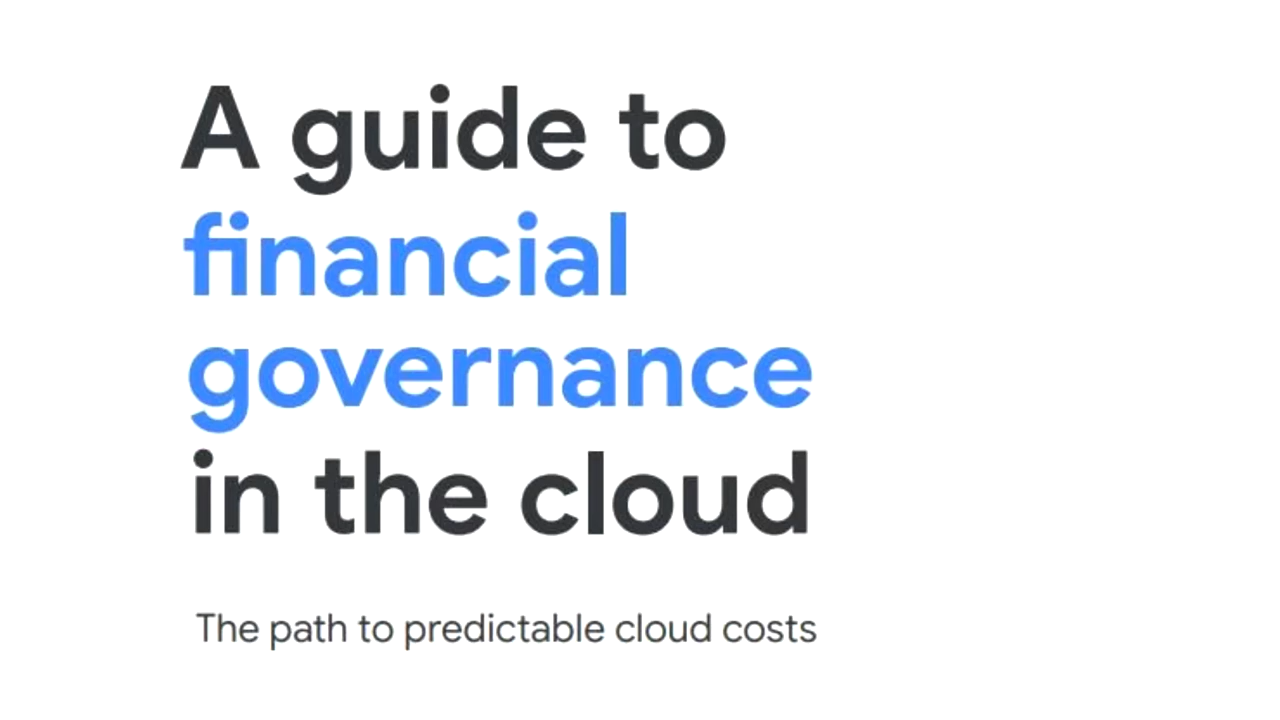 A guide to
financial
governance
in the cloud
The path to predictable cloud costs